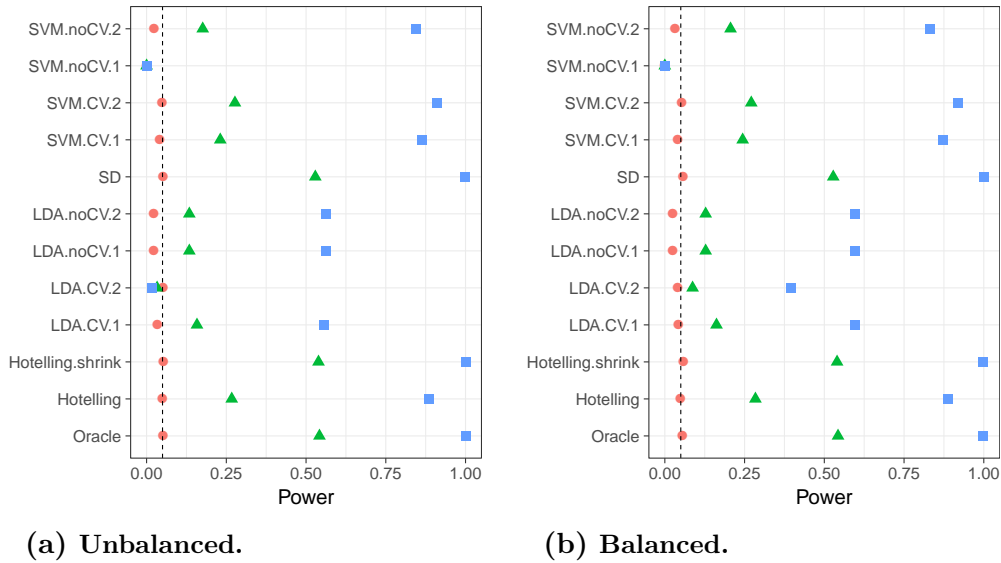 SVM.noCV.2
SVM.noCV.1
SVM.CV.2
SVM.CV.1
SD
LDA.noCV.2
LDA.noCV.1
LDA.CV.2
LDA.CV.1
Hotelling.shrink
Hotelling
Oracle
0.00 0.25 0.50 0.75 1.00
Power
(a) Unbalanced.
SVM.noCV.2
SVM.noCV.1
SVM.CV.2
SVM.CV.1
SD
LDA.noCV.2
LDA.noCV.1
LDA.CV.2
LDA.CV.1
Hotelling.shrink
Hotelling
Oracle
0.00 0.25 0.50 0.75 1.00
Power
(b) Balanced.